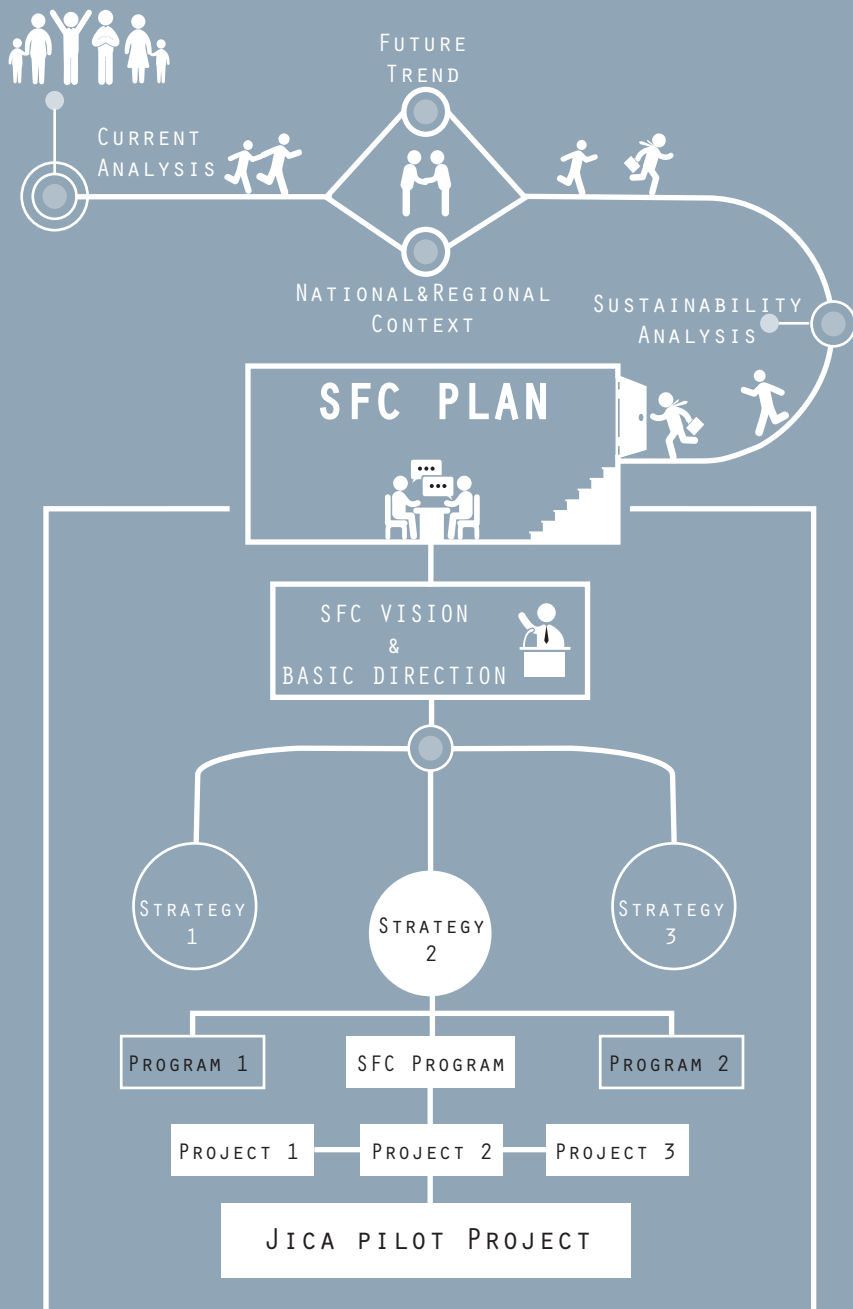 FUTURE
TREND
CURRENT
ANALYSIS
NATIONAL&REGIONAL
CONTEXT
SUSTAINABILITY
ANALYSIS
SFC PLAN
SFC VISION
&
BASIC DIRECTION
STRATEGY
1
STRATEGY
2
STRATEGY
3
PROGRAM 1
SFC PROGRAM
PROGRAM 2
PROJECT 1
PROJECT 2
PROJECT 3
JICA PILOT PROJECT